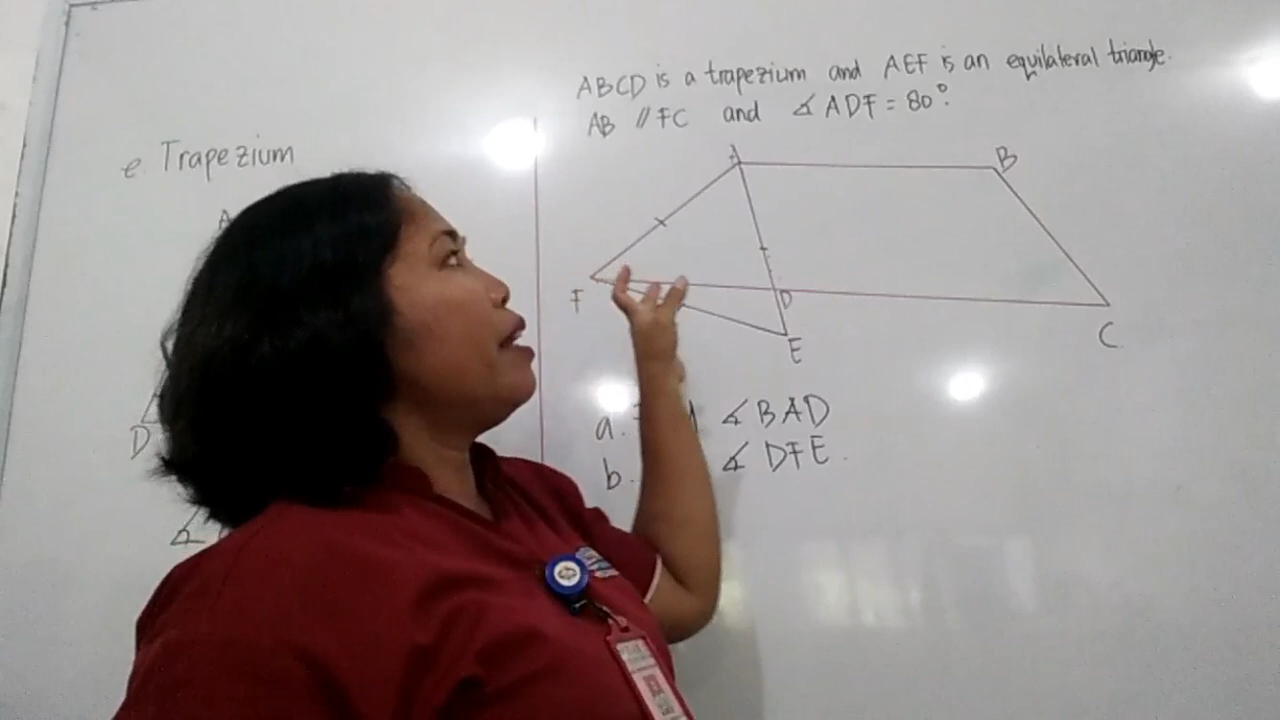 ABCD is a trapezium and AEF is an equilateral triangle.
AB // FC and ∡ ADF = 80°.
e. Trapezium
A
D
∡
A
B
F
D
E
C
a. ∡ BAD
b. ∡ DFE.